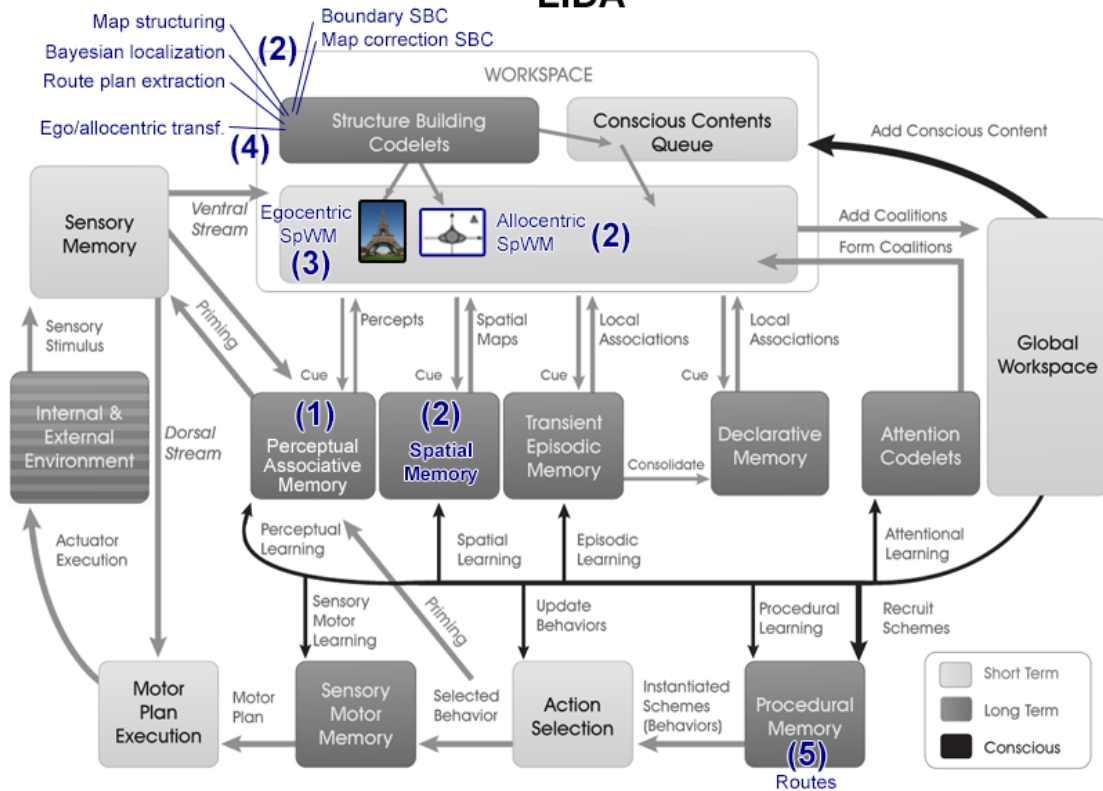 LIDA
Map structuring
Bayesian localization
Route plan extraction
Ego/allocentric transf.
(2)
(4)
Boundary SBC
Map correction SBC
WORKSPACE
Structure Building
Codelets
Conscious Contents
Queue
Add Conscious Content
Sensory
Memory
Ventral
Stream
Egocentric
SpWM
(3)
Allocentric
SpWM
(2)
Add Coalitions
Form Coalitions
Global
Workspace
Sensory
Stimulus
Priming
Percepts
Cue
Spatial
Maps
Cue
Local
Associations
Cue
Local
Associations
Cue
Internal &
External
Environment
Dorsal
Stream
(1)
Perceptual
Associative
Memory
(2)
Spatial
Memory
Transient
Episodic
Memory
Consolidate
Declarative
Memory
Attention
Codelets
Actuator
Execution
Perceptual
Learning
Spatial
Learning
Episodic
Learning
Attentional
Learning
Sensory
Motor
Learning
Priming
Update
Behaviors
Procedural
Learning
Recruit
Schemes
Motor
Plan
Execution
Motor
Plan
Sensory
Motor
Memory
Selected
Behavior
Action
Selection
Instantiated
Schemes
(Behaviors)
Procedural
Memory
(5)
Routes
Short Term
Long Term
Conscious